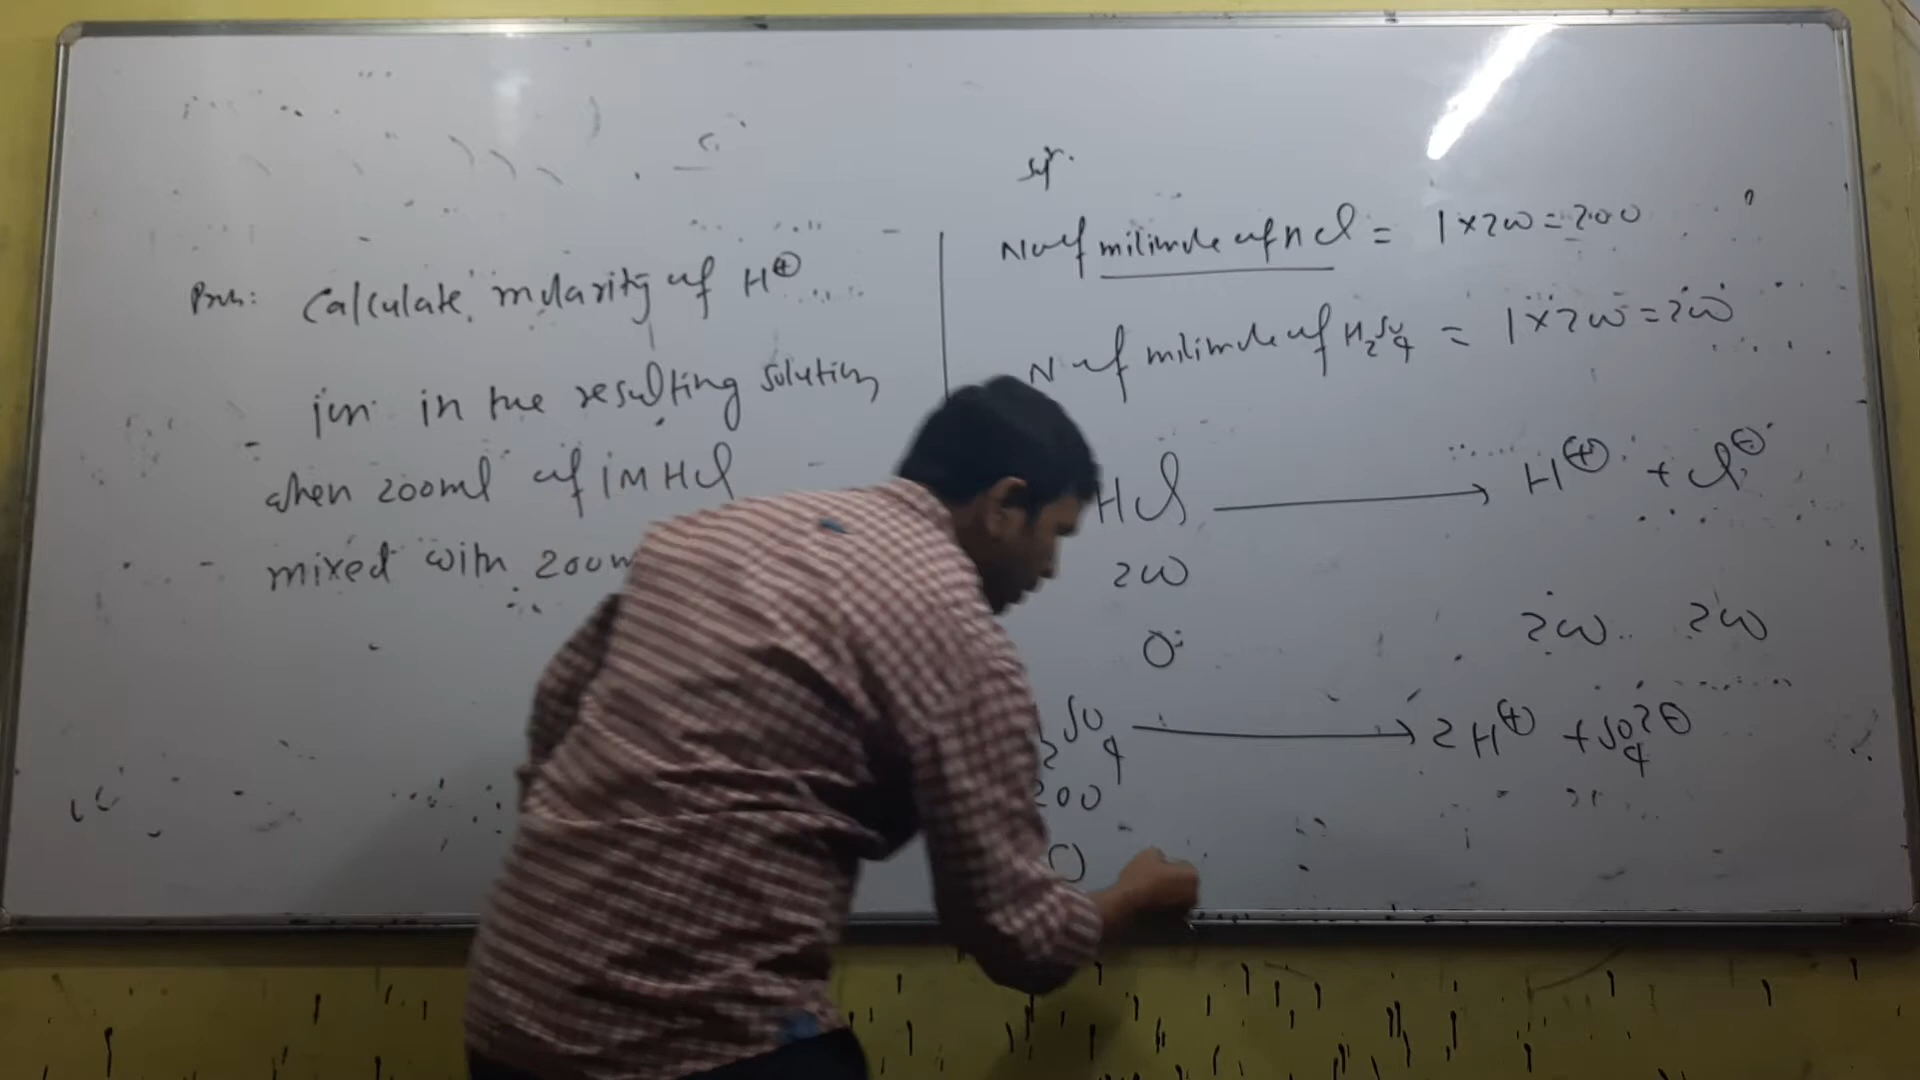 Prob: Calculate molarity of H⊕
ion in the resulting solution
when 200ml of 1M HCl
mixed with 200m
Sol.
No of milimole of HCl = 1×200=200
N of milimole of H2SO4 = 1×200=200
HCl → H⊕ + Cl⊖
200
0 200 200
2SO4 → 2H⊕ + SO4 2⊖
200
0